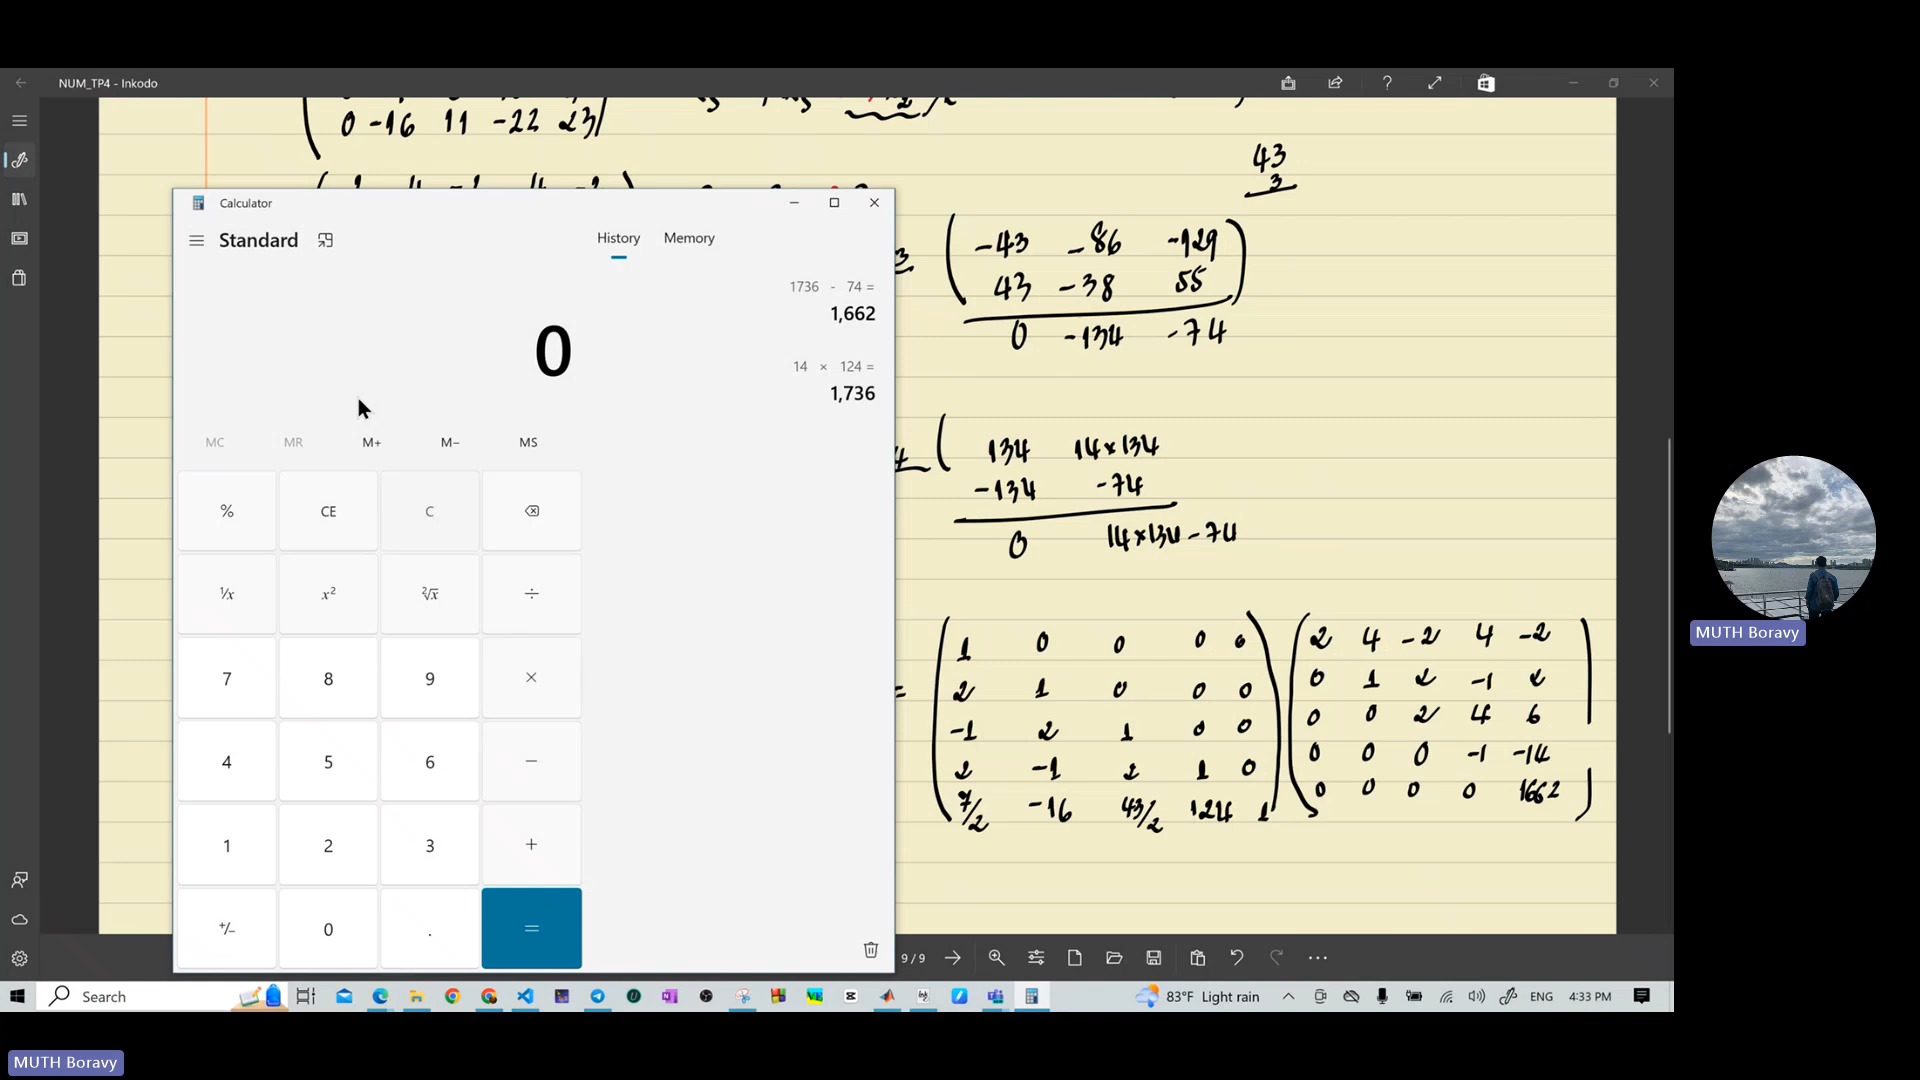 NUM_TP4 - Inkodo
0 -16 11 -22 23
43
3
Calculator
Standard
History
Memory
1736 - 74 =
1,662
0
14 × 124 =
1,736
MC MR M+ M− MS
% CE C
1/x x² ²√x ÷
7 8 9 ×
4 5 6 −
1 2 3 +
+/− 0 . =
-43 -86 -129
43 -38 55
0 -134 -74
134 14×134
-134 -74
0 14×134-74
= 1 0 0 0 0
2 1 0 0 0
-1 2 1 0 0
2 -1 2 1 0
7/2 -16 43/2 124 1
2 4 -2 4 -2
0 1 2 -1 2
0 0 2 4 6
0 0 0 -1 -14
0 0 0 0 1662
9/9
MUTH Boravy
Search
83°F Light rain
ENG
4:33 PM
MUTH Boravy